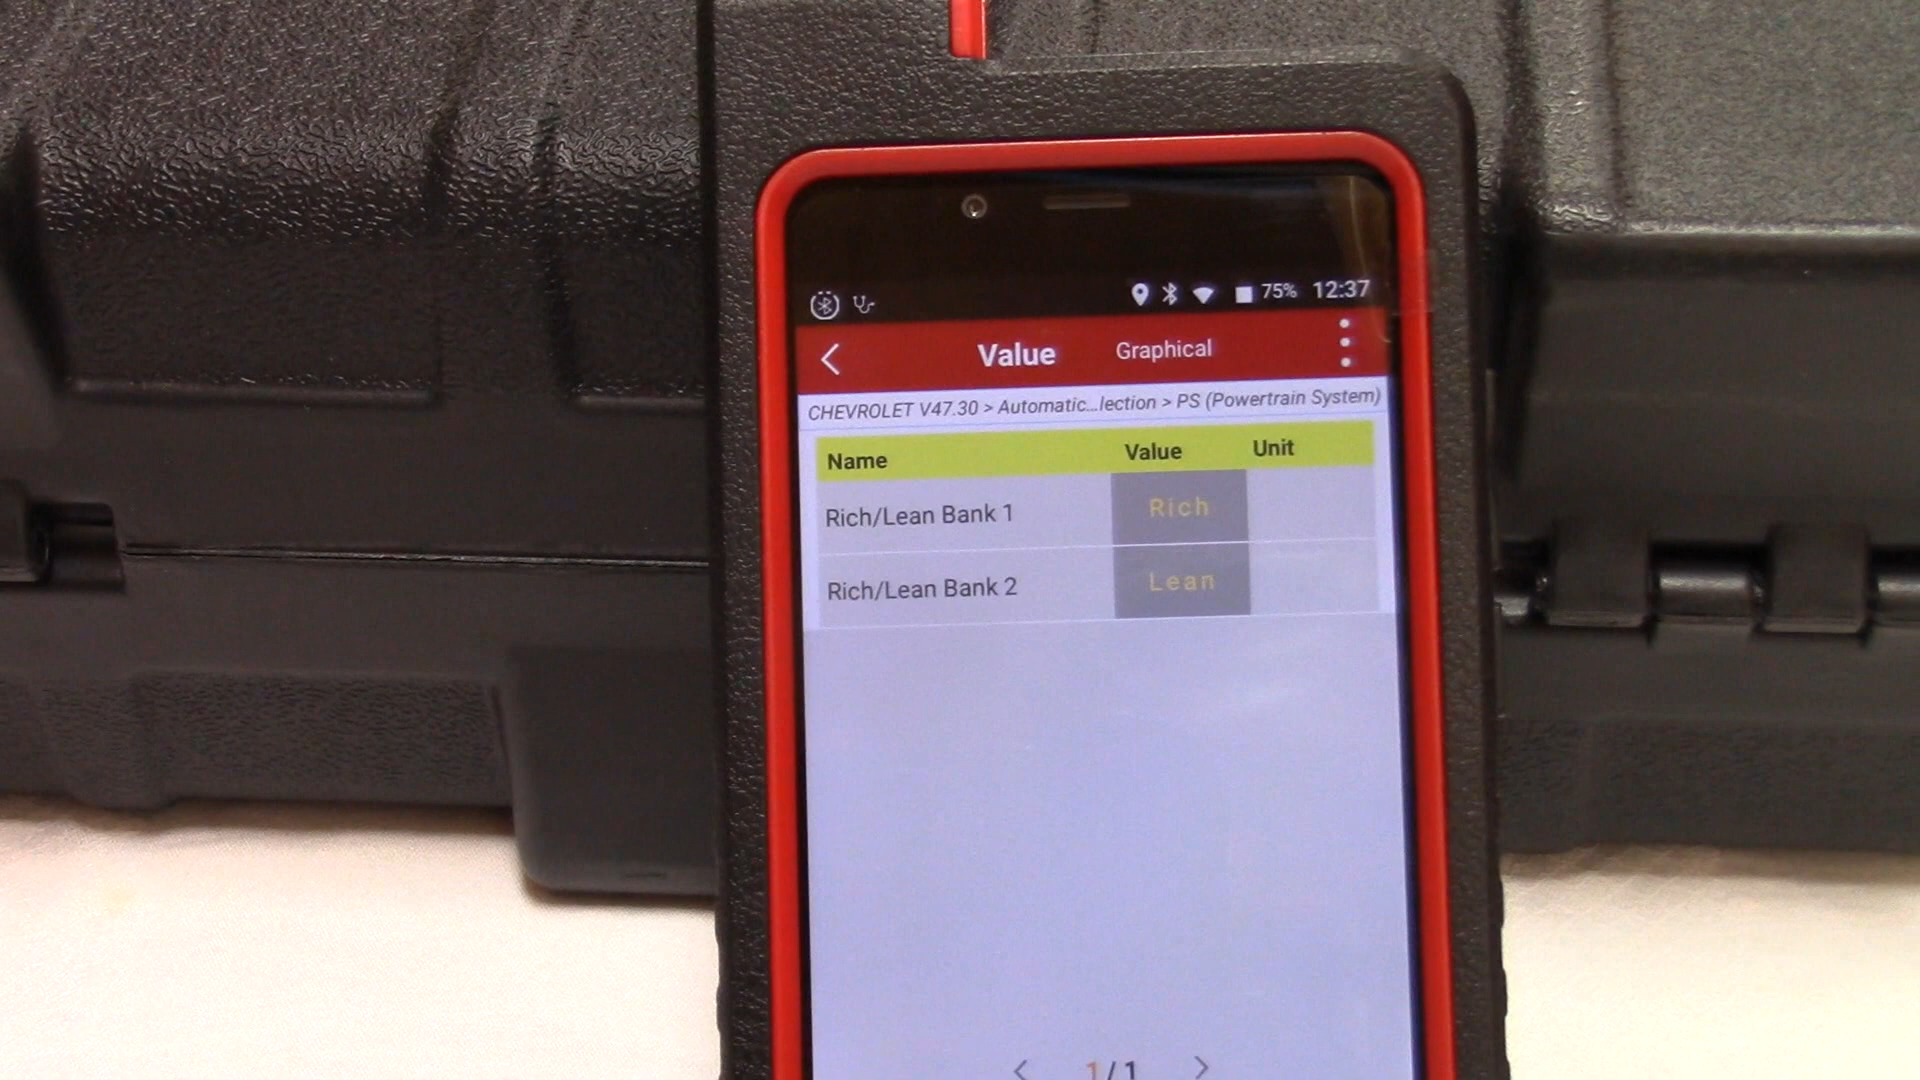 75% 12:37
Value Graphical
CHEVROLET V47.30 > Automatic...lection > PS (Powertrain System)
Name Value Unit
Rich/Lean Bank 1 Rich
Rich/Lean Bank 2 Lean
< 1/1 >